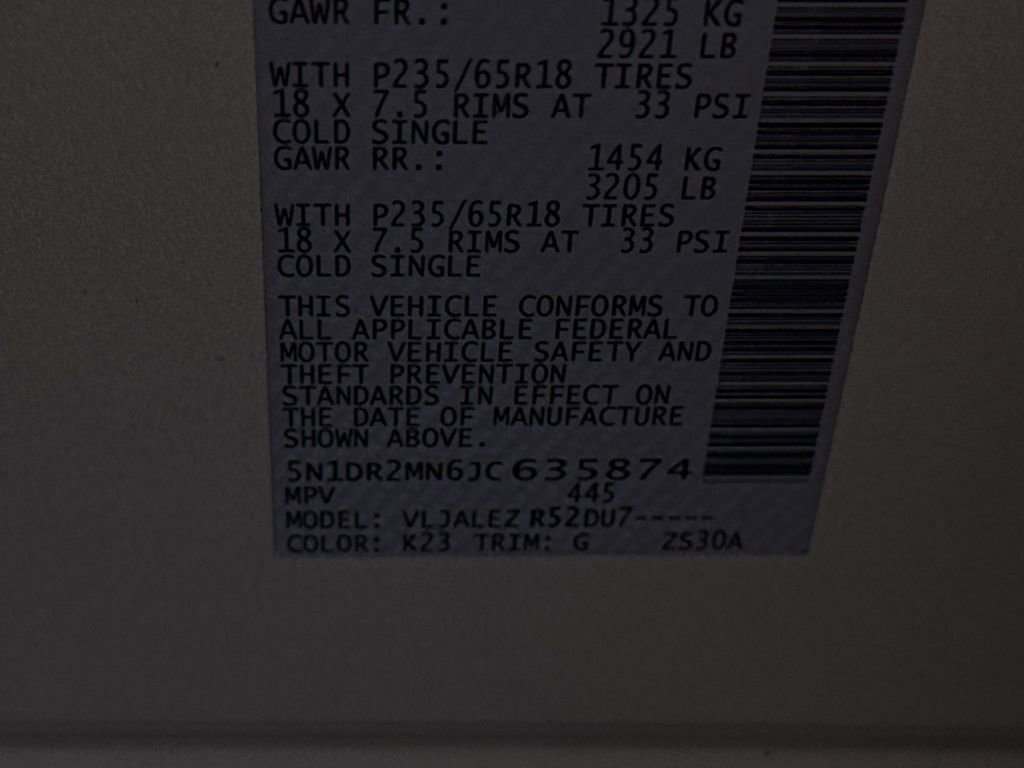 GAWR FR.: 1325 KG
2921 LB
WITH P235/65R18 TIRES
18 X 7.5 RIMS AT 33 PSI
COLD SINGLE
GAWR RR.: 1454 KG
3205 LB
WITH P235/65R18 TIRES
18 X 7.5 RIMS AT 33 PSI
COLD SINGLE
THIS VEHICLE CONFORMS TO
ALL APPLICABLE FEDERAL
MOTOR VEHICLE SAFETY AND
THEFT PREVENTION
STANDARDS IN EFFECT ON
THE DATE OF MANUFACTURE
SHOWN ABOVE.
5N1DR2MN6JC635874
MPV 445
MODEL: VLJALEZ R52DU7-----
COLOR: K23 TRIM: G ZS30A